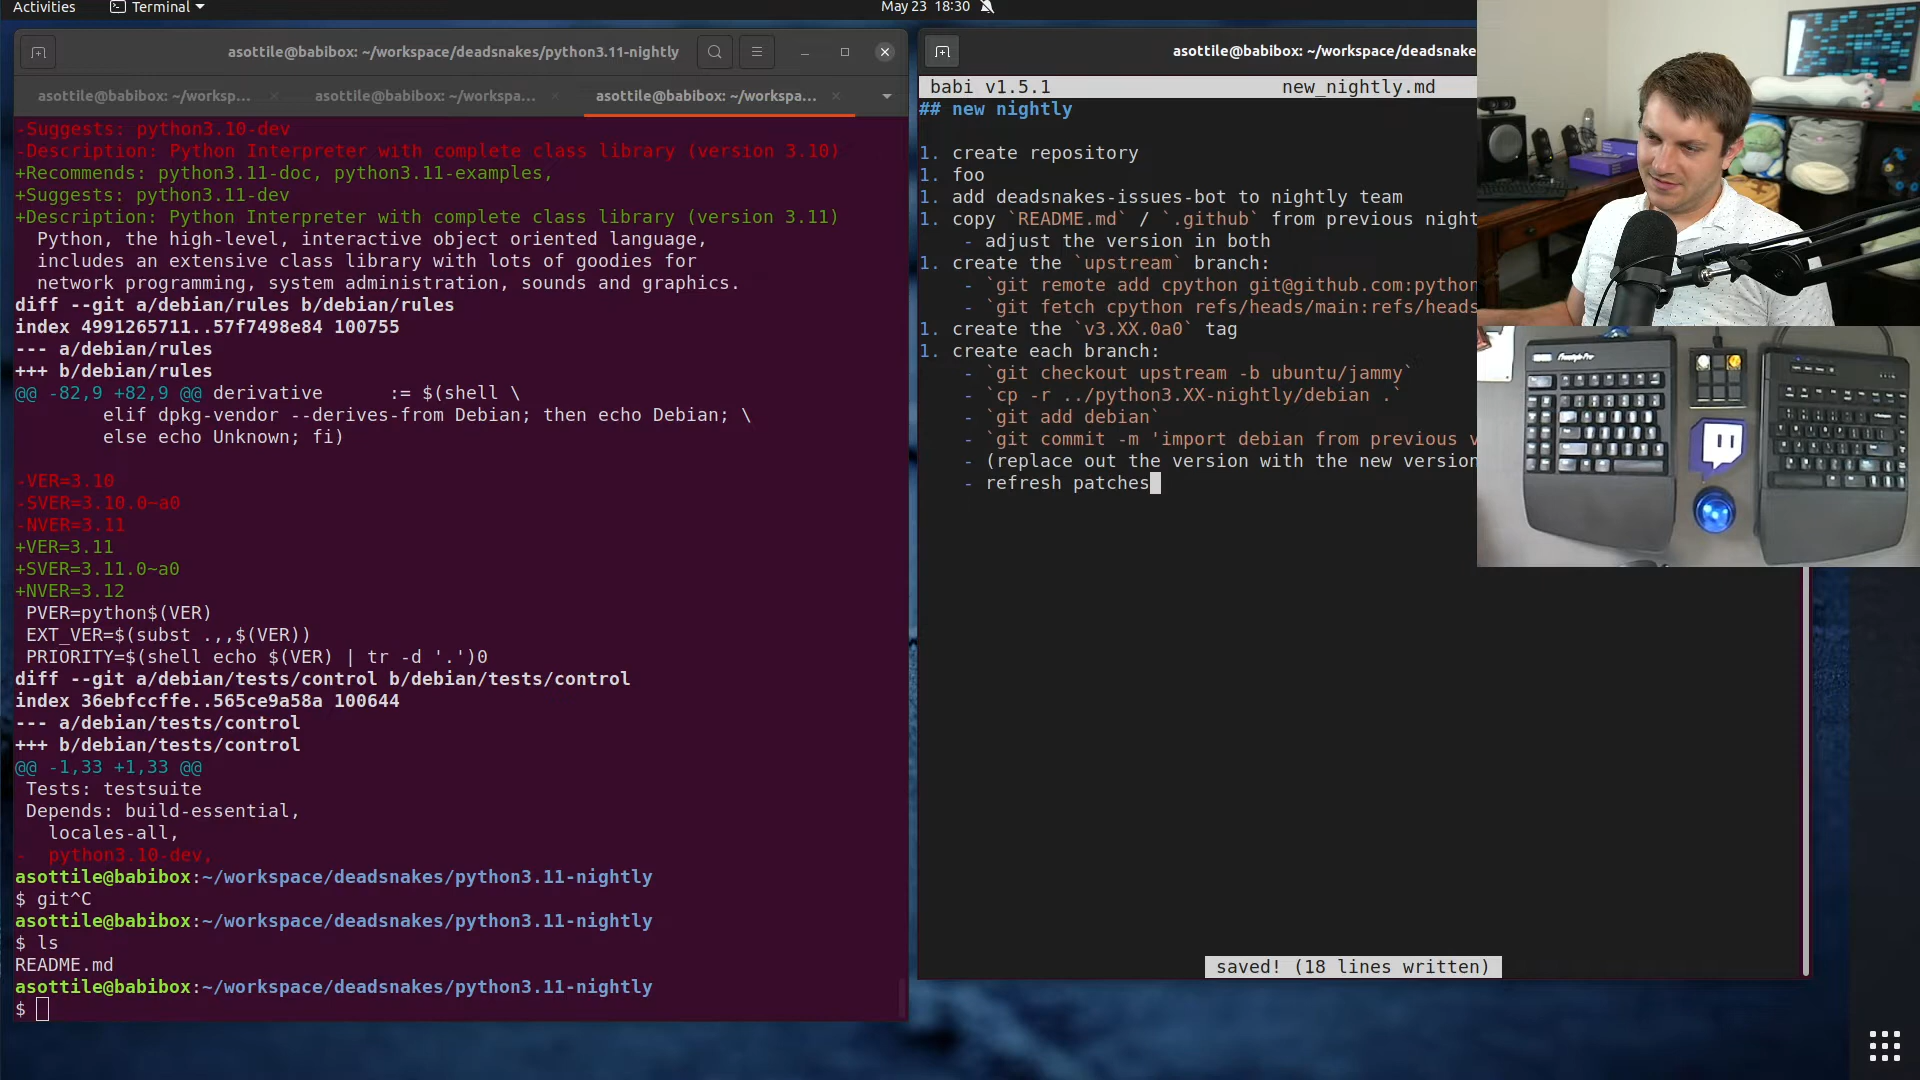 Activities
Terminal
May 23 18:30
asottile@babibox: ~/workspace/deadsnakes/python3.11-nightly
asottile@babibox: ~/worksp...
asottile@babibox: ~/workspa...
asottile@babibox: ~/workspa...
-Suggests: python3.10-dev
-Description: Python Interpreter with complete class library (version 3.10)
+Recommends: python3.11-doc, python3.11-examples,
+Suggests: python3.11-dev
+Description: Python Interpreter with complete class library (version 3.11)
Python, the high-level, interactive object oriented language,
includes an extensive class library with lots of goodies for
network programming, system administration, sounds and graphics.
diff --git a/debian/rules b/debian/rules
index 4991265711..57f7498e84 100755
--- a/debian/rules
+++ b/debian/rules
@@ -82,9 +82,9 @@ derivative := $(shell \
elif dpkg-vendor --derives-from Debian; then echo Debian; \
else echo Unknown; fi)
-VER=3.10
-SVER=3.10.0~a0
-NVER=3.11
+VER=3.11
+SVER=3.11.0~a0
+NVER=3.12
PVER=python$(VER)
EXT_VER=$(subst .,,$(VER))
PRIORITY=$(shell echo $(VER) | tr -d '.')0
diff --git a/debian/tests/control b/debian/tests/control
index 36ebfccffe..565ce9a58a 100644
--- a/debian/tests/control
+++ b/debian/tests/control
@@ -1,33 +1,33 @@
Tests: testsuite
Depends: build-essential,
locales-all,
- python3.10-dev,
asottile@babibox:~/workspace/deadsnakes/python3.11-nightly
$ git^C
asottile@babibox:~/workspace/deadsnakes/python3.11-nightly
$ ls
README.md
asottile@babibox:~/workspace/deadsnakes/python3.11-nightly
$
asottile@babibox: ~/workspace/deadsnake
babi v1.5.1 new_nightly.md
## new nightly
1. create repository
1. foo
1. add deadsnakes-issues-bot to nightly team
1. copy `README.md` / `.github` from previous night
- adjust the version in both
1. create the `upstream` branch:
- `git remote add cpython git@github.com:python
- `git fetch cpython refs/heads/main:refs/heads
1. create the `v3.XX.0a0` tag
1. create each branch:
- `git checkout upstream -b ubuntu/jammy`
- `cp -r ../python3.XX-nightly/debian .`
- `git add debian`
- `git commit -m 'import debian from previous v
- (replace out the version with the new version
- refresh patches
saved! (18 lines written)